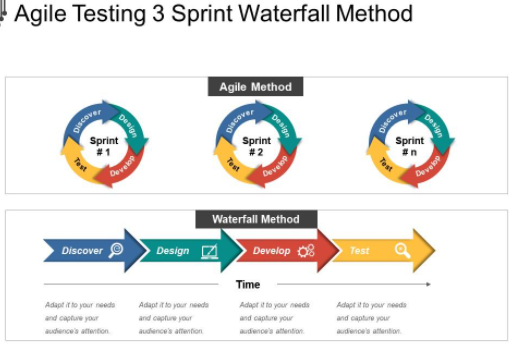 Agile Testing 3 Sprint Waterfall Method
Agile Method
Discover
Design
Develop
Test
Sprint
# 1
Discover
Design
Develop
Test
Sprint
# 2
Discover
Design
Develop
Test
Sprint
# n
Waterfall Method
Discover
Design
Develop
Test
Time
Adapt it to your needs
and capture your
audience's attention.
Adapt it to your needs
and capture your
audience's attention.
Adapt it to your needs
and capture your
audience's attention.
Adapt it to your needs
and capture your
audience's attention.